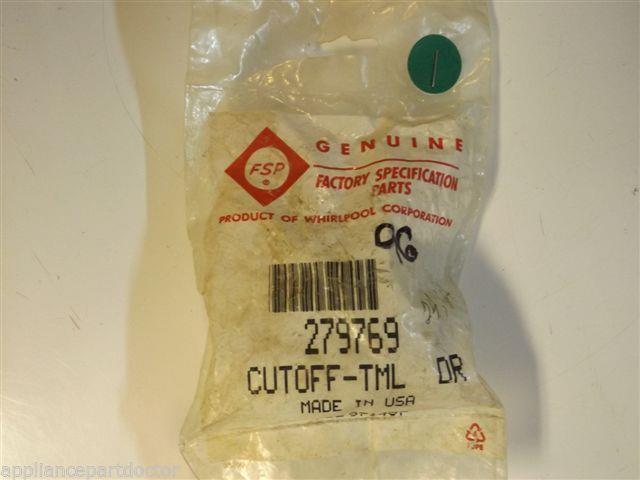 GENUINE
FSP
®
FACTORY SPECIFICATION
PARTS
PRODUCT OF WHIRLPOOL CORPORATION
279769
CUTOFF-TML DR
MADE IN USA
© appliancepartdoctor